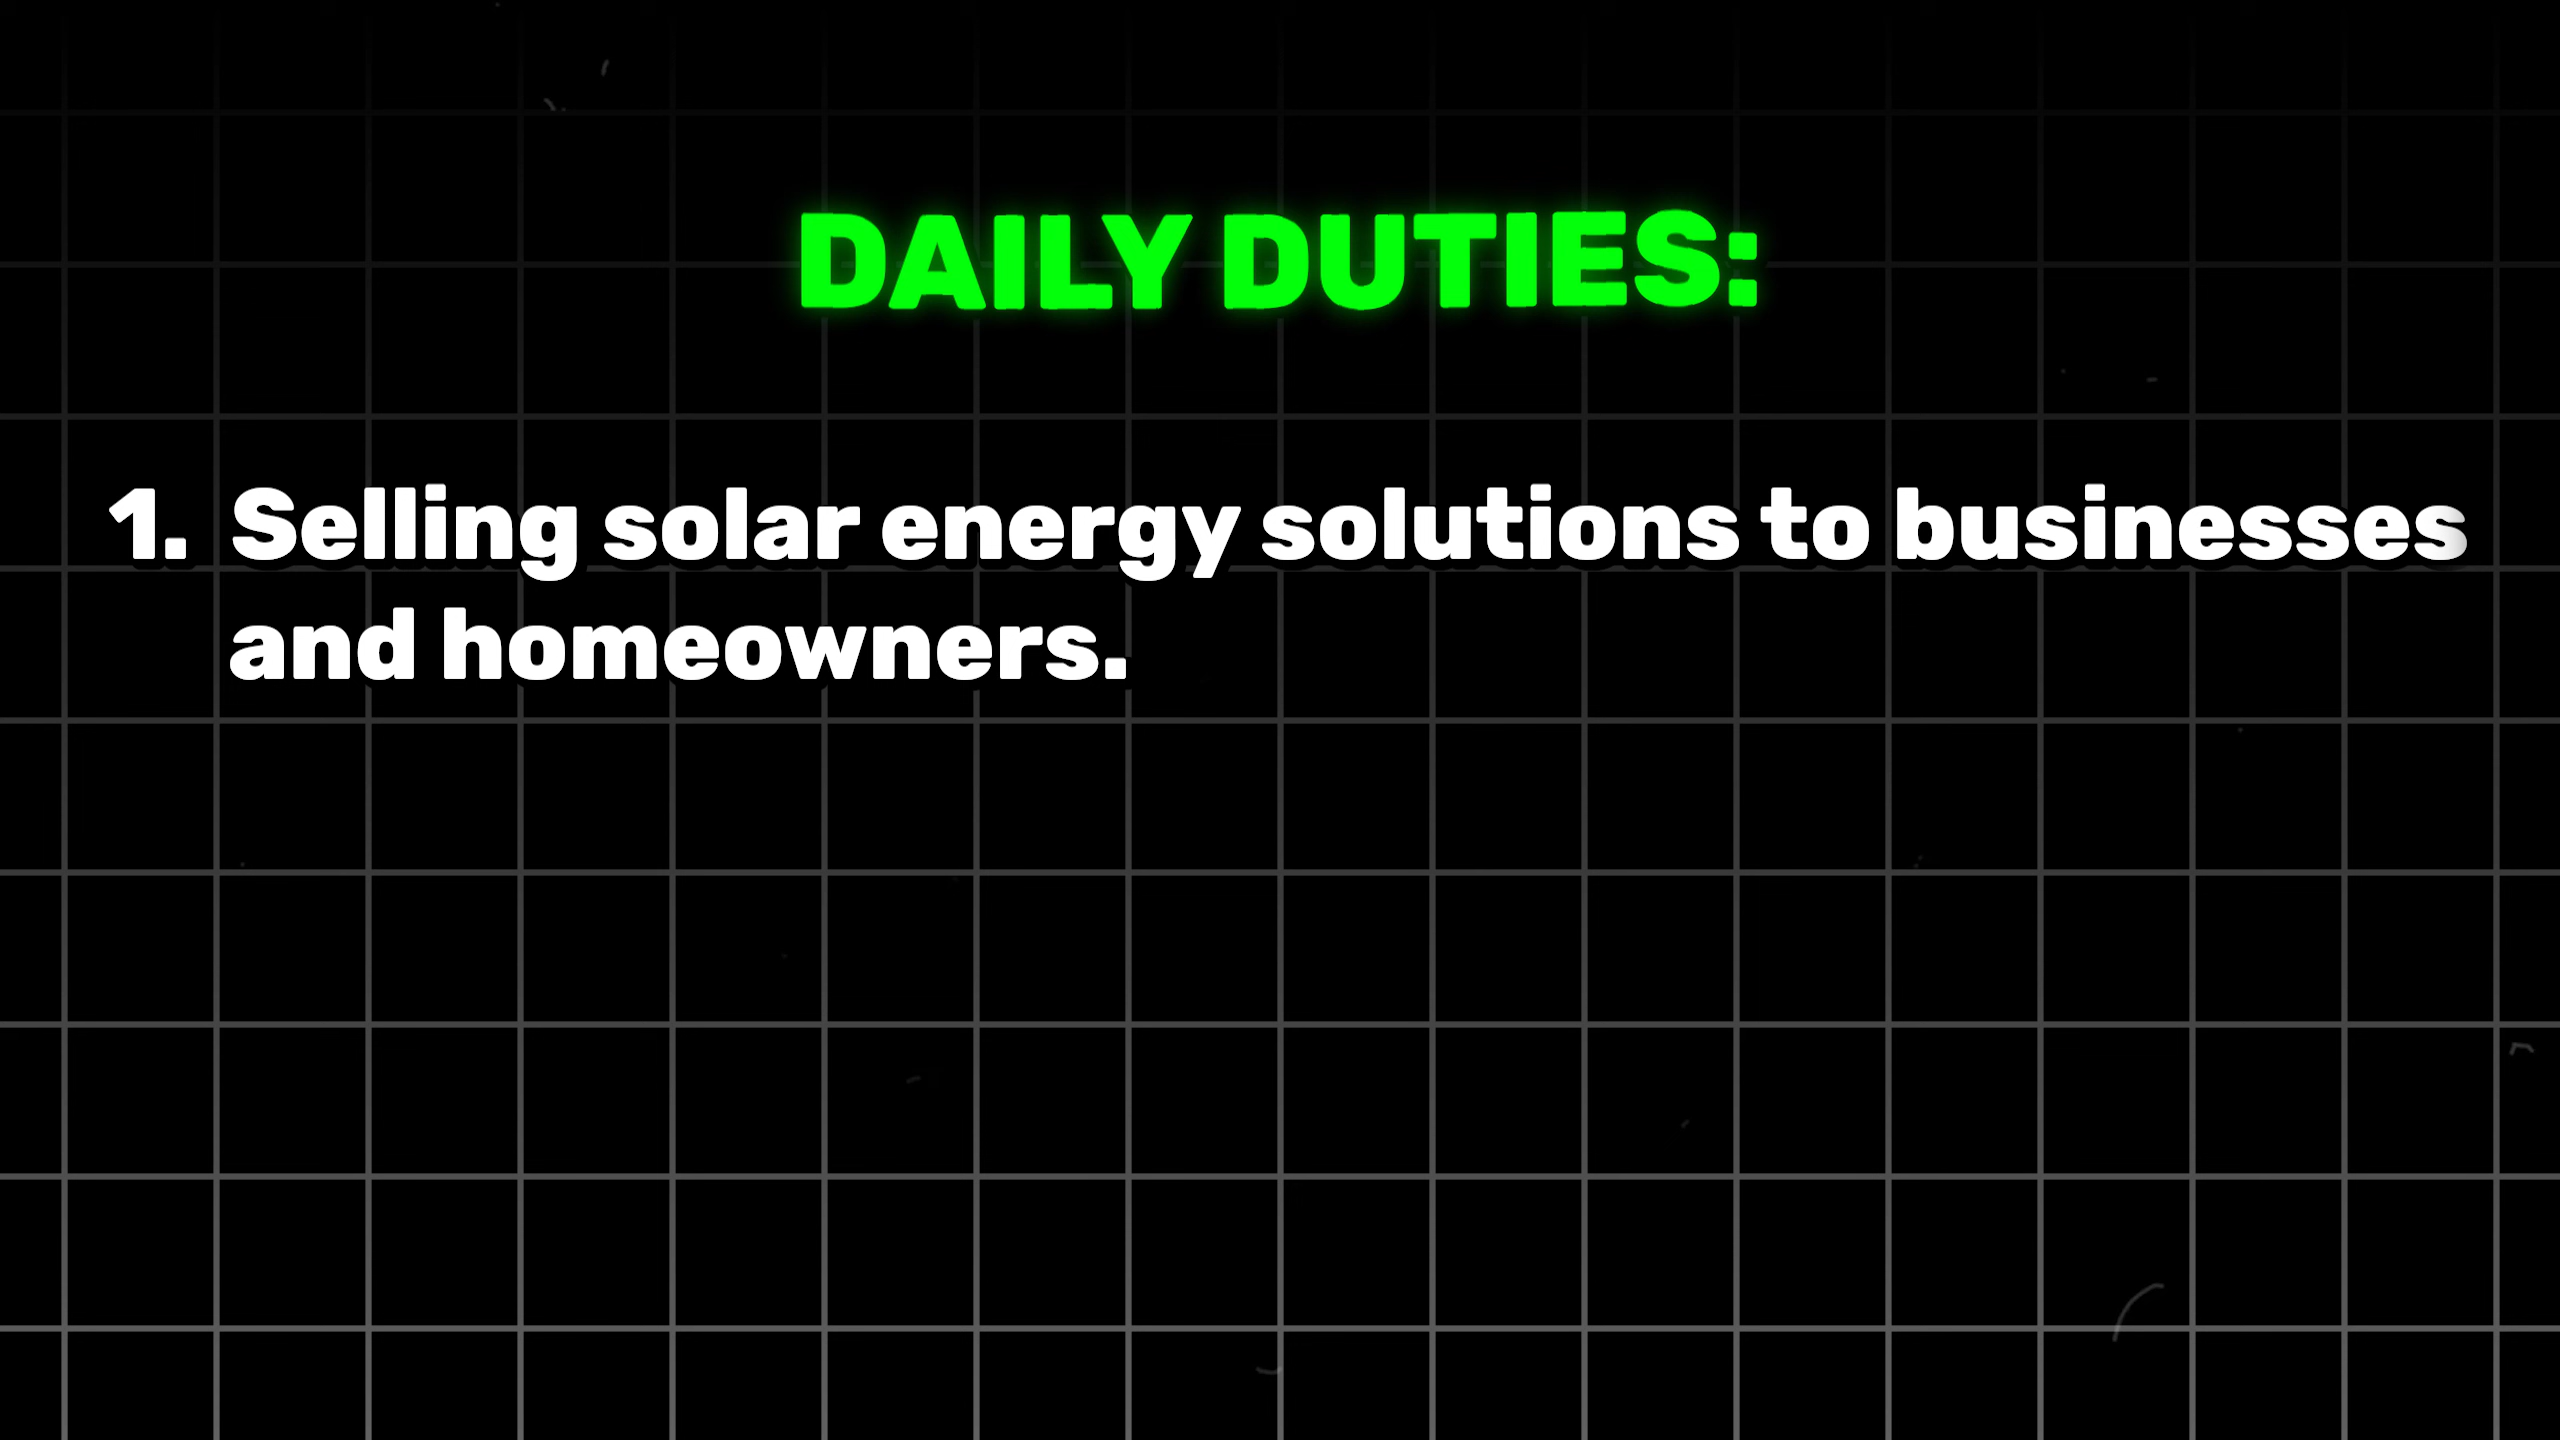 DAILY DUTIES:
1. Selling solar energy solutions to businesses
and homeowners.